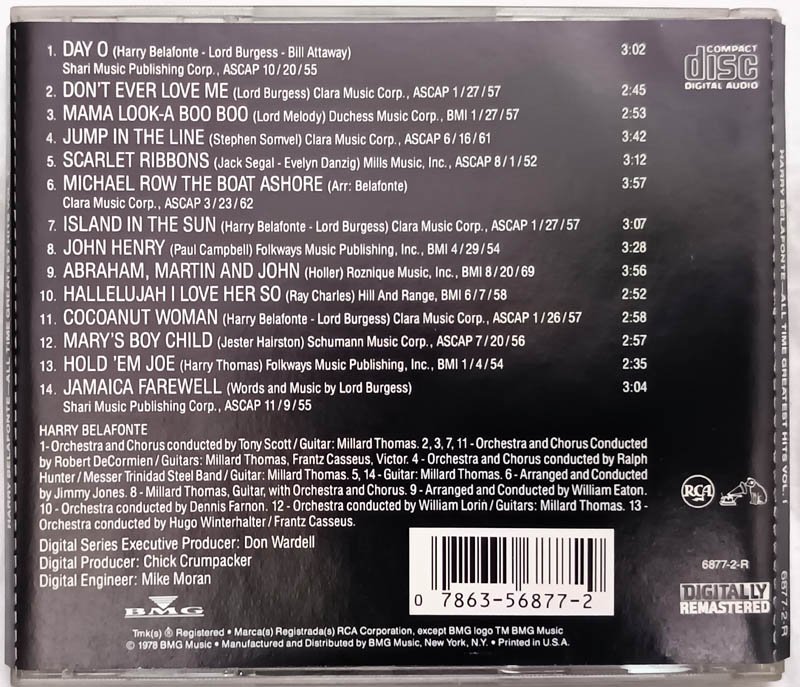 1. DAY O (Harry Belafonte - Lord Burgess - Bill Attaway) 3:02
Shari Music Publishing Corp., ASCAP 10/20/55
2. DON'T EVER LOVE ME (Lord Burgess) Clara Music Corp., ASCAP 1/27/57 2:45
3. MAMA LOOK-A BOO BOO (Lord Melody) Duchess Music Corp., BMI 1/27/57 2:53
4. JUMP IN THE LINE (Stephen Somvel) Clara Music Corp., ASCAP 6/16/61 3:42
5. SCARLET RIBBONS (Jack Segal - Evelyn Danzig) Mills Music, Inc., ASCAP 8/1/52 3:12
6. MICHAEL ROW THE BOAT ASHORE (Arr: Belafonte) 3:57
Clara Music Corp., ASCAP 3/23/62
7. ISLAND IN THE SUN (Harry Belafonte - Lord Burgess) Clara Music Corp., ASCAP 1/27/57 3:07
8. JOHN HENRY (Paul Campbell) Folkways Music Publishing, Inc., BMI 4/29/54 3:28
9. ABRAHAM, MARTIN AND JOHN (Holler) Roznique Music, Inc., BMI 8/20/69 3:56
10. HALLELUJAH I LOVE HER SO (Ray Charles) Hill And Range, BMI 6/7/58 2:52
11. COCOANUT WOMAN (Harry Belafonte - Lord Burgess) Clara Music Corp., ASCAP 1/26/57 2:58
12. MARY'S BOY CHILD (Jester Hairston) Schumann Music Corp., ASCAP 7/20/56 2:57
13. HOLD 'EM JOE (Harry Thomas) Folkways Music Publishing, Inc., BMI 1/4/54 2:35
14. JAMAICA FAREWELL (Words and Music by Lord Burgess) 3:04
Shari Music Publishing Corp., ASCAP 11/9/55
COMPACT
disc
DIGITAL AUDIO
HARRY BELAFONTE
1-Orchestra and Chorus conducted by Tony Scott/Guitar: Millard Thomas. 2, 3, 7, 11 - Orchestra and Chorus Conducted
by Robert DeCormien/Guitars: Millard Thomas, Frantz Casseus, Victor. 4 - Orchestra and Chorus conducted by Ralph
Hunter/Messer Trinidad Steel Band/Guitar: Millard Thomas. 5, 14 - Guitar: Millard Thomas. 6 - Arranged and Conducted
by Jimmy Jones. 8 - Millard Thomas, Guitar, with Orchestra and Chorus. 9 - Arranged and Conducted by William Eaton.
10 - Orchestra conducted by Dennis Farnon. 12 - Orchestra conducted by William Lorin/Guitars: Millard Thomas. 13 -
Orchestra conducted by Hugo Winterhalter/Frantz Casseus.
Digital Series Executive Producer: Don Wardell
Digital Producer: Chick Crumpacker
Digital Engineer: Mike Moran
RCA
6877-2-R
0 7863-56877-2
DIGITALLY
REMASTERED
BMG
Tmk(s) ® Registered • Marca(s) Registrada(s) RCA Corporation, except BMG logo TM BMG Music
© 1978 BMG Music • Manufactured and Distributed by BMG Music, New York, N.Y. • Printed in U.S.A.
HARRY BELAFONTE—ALL TIME GREATEST HITS VOL. I
6877-2-R
HARRY BELAFONTE—ALL TIME GREATEST HITS